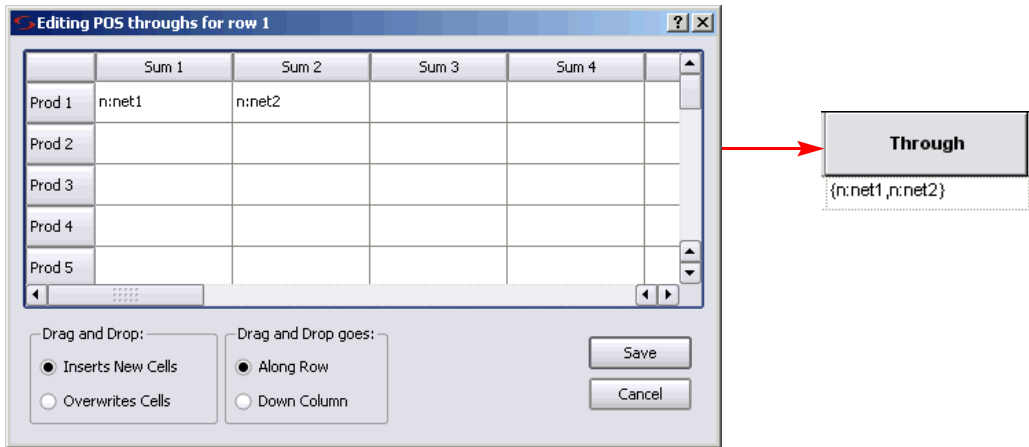 Editing POS throughs for row 1
Sum 1 Sum 2 Sum 3 Sum 4
Prod 1 n:net1 n:net2
Prod 2
Prod 3
Prod 4
Prod 5
Through
{n:net1,n:net2}
Drag and Drop: Drag and Drop goes:
Inserts New Cells Along Row Save
Overwrites Cells Down Column Cancel